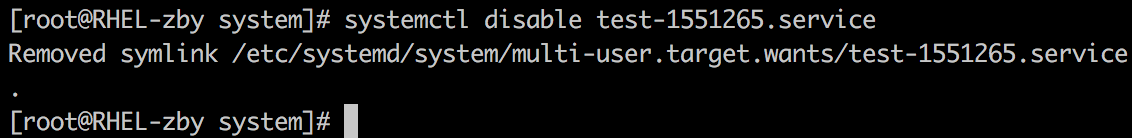 [root@RHEL-zby system]# systemctl disable test-1551265.service
Removed symlink /etc/systemd/system/multi-user.target.wants/test-1551265.service
.
[root@RHEL-zby system]#